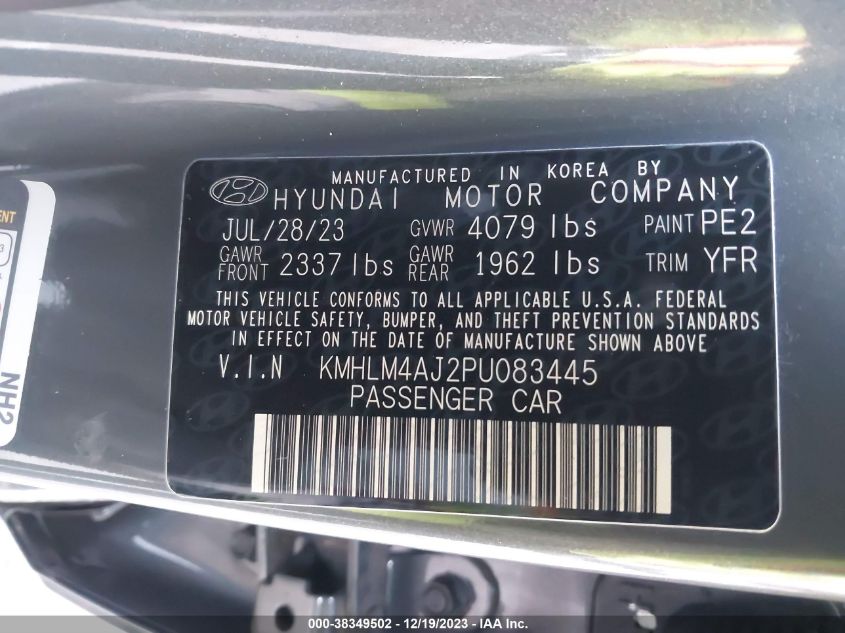 MANUFACTURED IN KOREA BY
HYUNDAI MOTOR COMPANY
JUL/28/23 GVWR 4079 lbs PAINT PE2
GAWR FRONT 2337 lbs GAWR REAR 1962 lbs TRIM YFR
THIS VEHICLE CONFORMS TO ALL APPLICABLE U.S.A. FEDERAL
MOTOR VEHICLE SAFETY, BUMPER, AND THEFT PREVENTION STANDARDS
IN EFFECT ON THE DATE OF MANUFACTURE SHOWN ABOVE
V.I.N KMHLM4AJ2PU083445
PASSENGER CAR
NH2
000-38349502 - 12/19/2023 - IAA Inc.